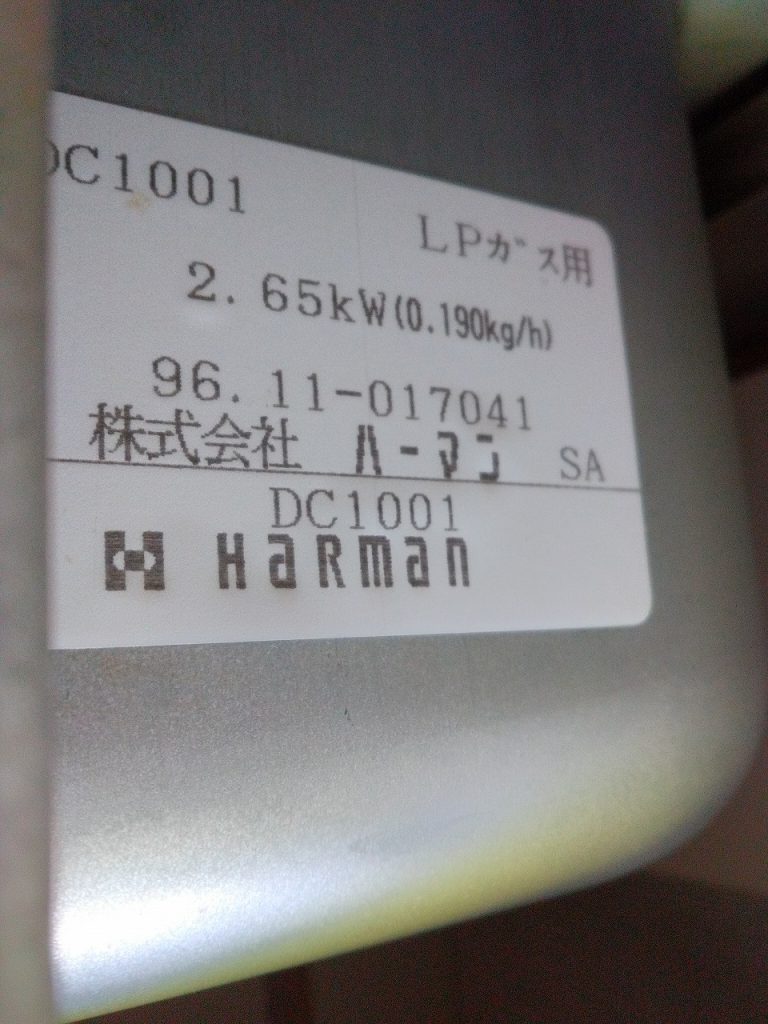 DC1001
LPガス用
2.65kW(0.190kg/h)
96.11-017041
株式会社 ハーマン SA
DC1001
HaRman